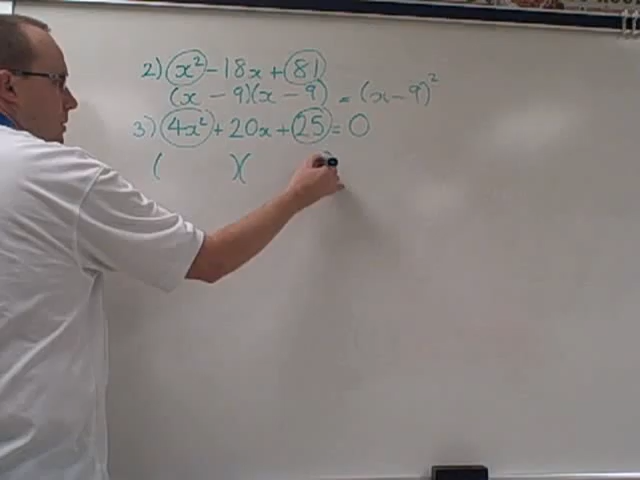 2) x² - 18x + 81
(x - 9)(x - 9) = (x - 9)²
3) 4x² + 20x + 25 = 0
( )( )